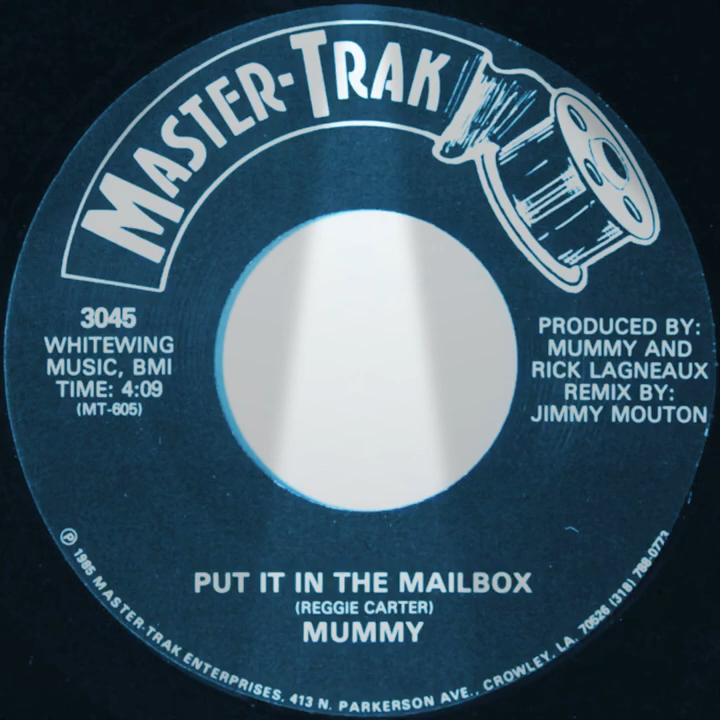 MASTER-TRAK
3045
WHITEWING
MUSIC, BMI
TIME: 4:09
(MT-605)
PRODUCED BY:
MUMMY AND
RICK LAGNEAUX
REMIX BY:
JIMMY MOUTON
PUT IT IN THE MAILBOX
(REGGIE CARTER)
MUMMY
Ⓟ 1985 MASTER-TRAK ENTERPRISES, 413 N. PARKERSON AVE., CROWLEY, LA. 70526 (318) 788-0773